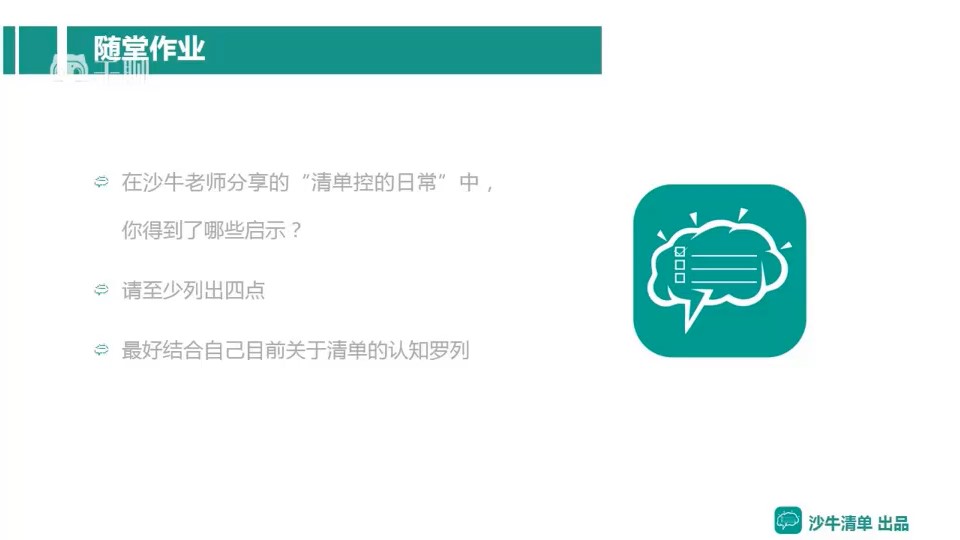 随堂作业
千聊
在沙牛老师分享的“清单控的日常”中，
你得到了哪些启示？
请至少列出四点
最好结合自己目前关于清单的认知罗列
沙牛清单 出品